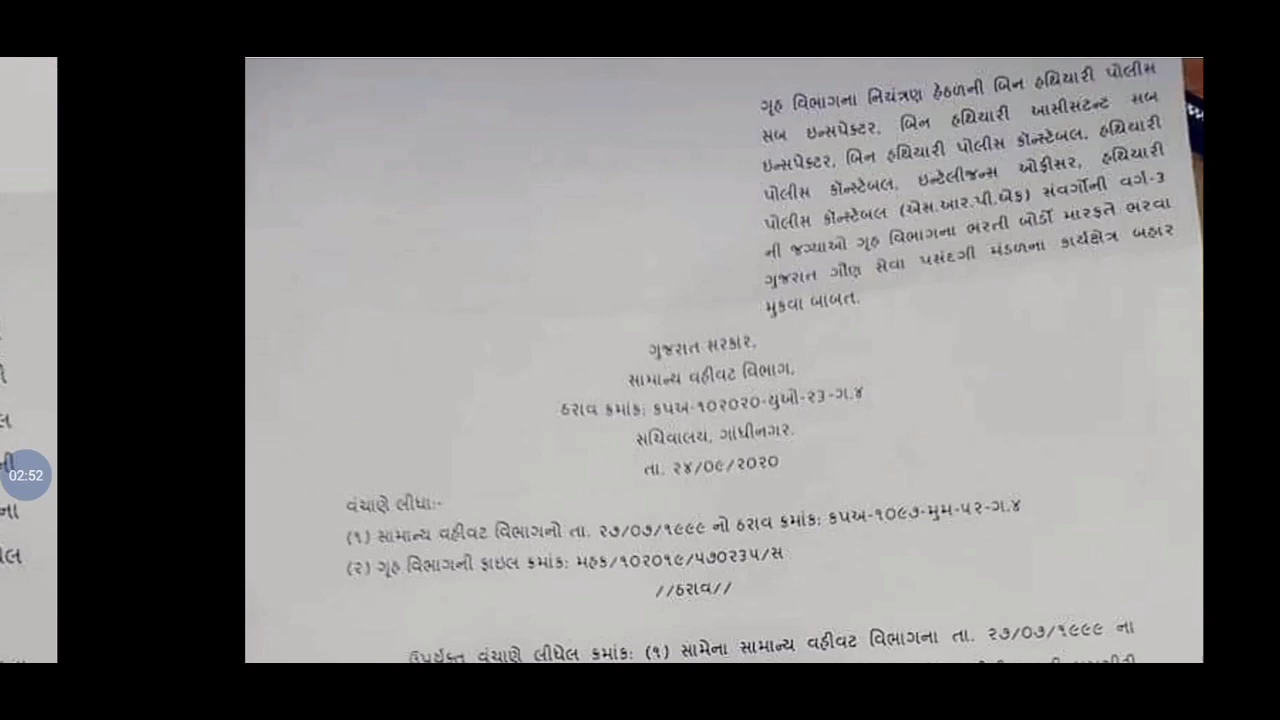 ગૃહ વિભાગના નિયંત્રણ હેઠળની બિન હથિયારી પોલીસ
સબ ઇન્સપેક્ટર, બિન હથિયારી આસીસટન્ટ સબ
ઇન્સપેક્ટર, બિન હથિયારી પોલીસ કોન્સ્ટેબલ, હથિયારી
પોલીસ કોન્સ્ટેબલ, ઇન્ટેલીજન્સ ઓફીસર, હથિયારી
પોલીસ કોન્સ્ટેબલ (એસ.આર.પી.એફ) સંવર્ગોની વર્ગ-૩
ની જગ્યાઓ ગૃહ વિભાગના ભરતી બોર્ડો મારફતે ભરવા
ગુજરાત ગૌણ સેવા પસંદગી મંડળના કાર્યક્ષેત્ર બહાર
મુકવા બાબત.
ગુજરાત સરકાર,
સામાન્ય વહીવટ વિભાગ,
ઠરાવ ક્રમાંક: કપઅ-૧૦૨૦૨૦-યુઓ-૨૩-ગ.૪
સચિવાલય, ગાંધીનગર.
તા. ૨૪/૦૯/૨૦૨૦
વંચાણે લીધા:-
(૧) સામાન્ય વહીવટ વિભાગનો તા. ૨૭/૦૭/૧૯૯૯ નો ઠરાવ ક્રમાંક: કપઅ-૧૦૯૭-મુમ-૫૨-ગ.૪
(૨) ગૃહ વિભાગની ફાઇલ ક્રમાંક: મહક/૧૦૨૦૧૯/૫૭૦૨૩૫/સ
//ઠરાવ//
ઉપર્યુક્ત વંચાણે લીધેલ ક્રમાંક: (૧) સામેના સામાન્ય વહીવટ વિભાગના તા. ૨૭/૦૭/૧૯૯૯ ના
02:52